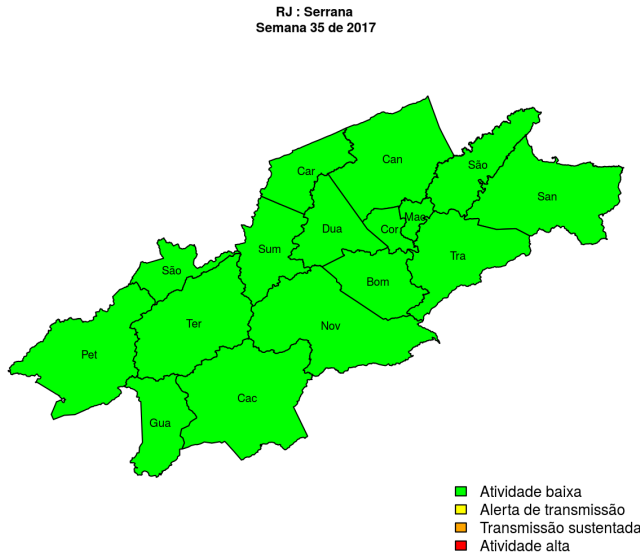 RJ : Serrana
Semana 35 de 2017
Can
São
Car
San
Mac
Dua
Cor
Sum
Tra
São
Bom
Ter
Nov
Pet
Cac
Gua
Atividade baixa
Alerta de transmissão
Transmissão sustentada
Atividade alta